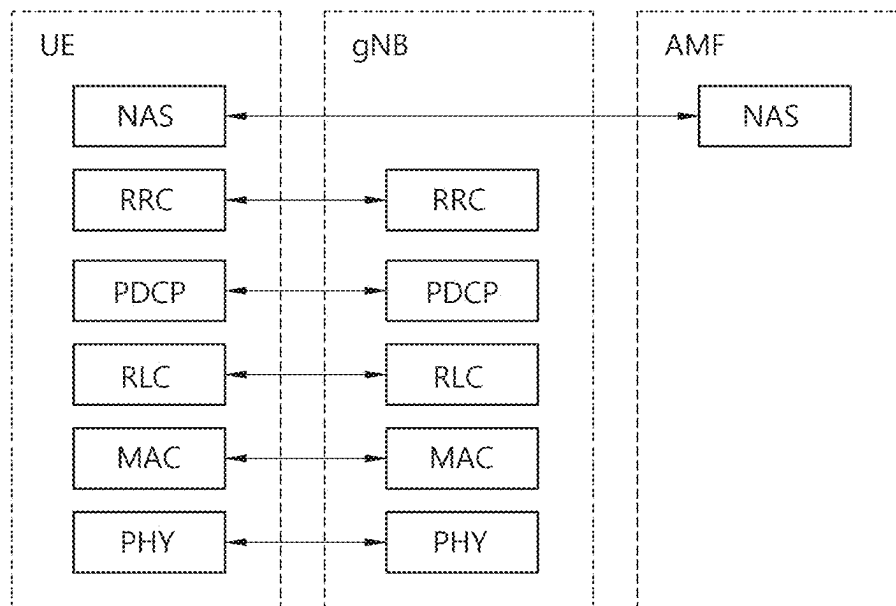 UE gNB AMF
NAS NAS
RRC RRC
PDCP PDCP
RLC RLC
MAC MAC
PHY PHY